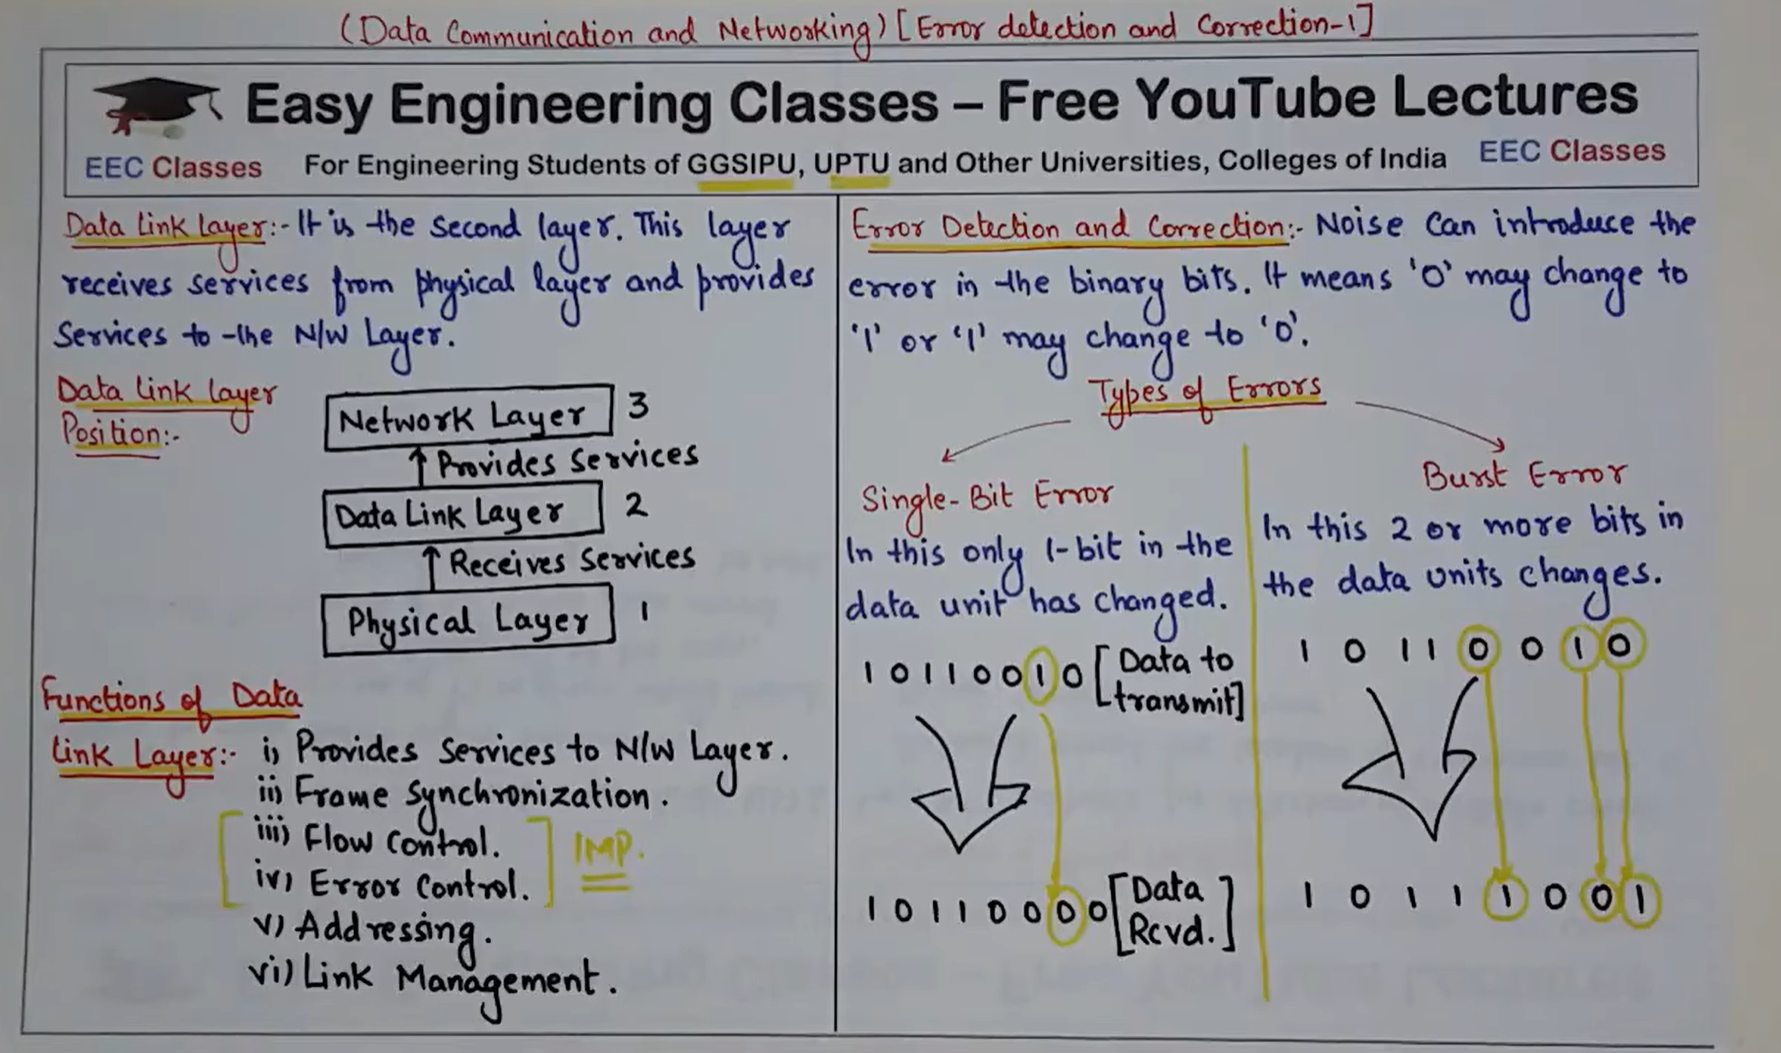 (Data Communication and Networking) [Error detection and Correction-1]
Easy Engineering Classes – Free YouTube Lectures
EEC Classes For Engineering Students of GGSIPU, UPTU and Other Universities, Colleges of India EEC Classes
Data Link Layer:- It is the second layer. This layer
receives services from physical layer and provides
Services to the N/W Layer.
Data link layer
Position:-
Network Layer 3
Provides Services
Data Link Layer 2
Receives Services
Physical Layer 1
Functions of Data
Link Layer:- i) Provides Services to N/W Layer.
ii) Frame Synchronization.
iii) Flow Control.
iv) Error Control.
IMP.
v) Addressing.
vi) Link Management.
Error Detection and Correction:- Noise Can introduce the
error in the binary bits. It means '0' may change to
'1' or '1' may change to '0'.
Types of Errors
Single-Bit Error
In this only 1-bit in the
data unit has changed.
1 0 1 1 0 0 1 0 [Data to
transmit]
1 0 1 1 0 0 0 0 [Data
Rcvd.]
Burst Error
In this 2 or more bits in
the data units changes.
1 0 1 1 0 0 1 0
1 0 1 1 1 0 0 1